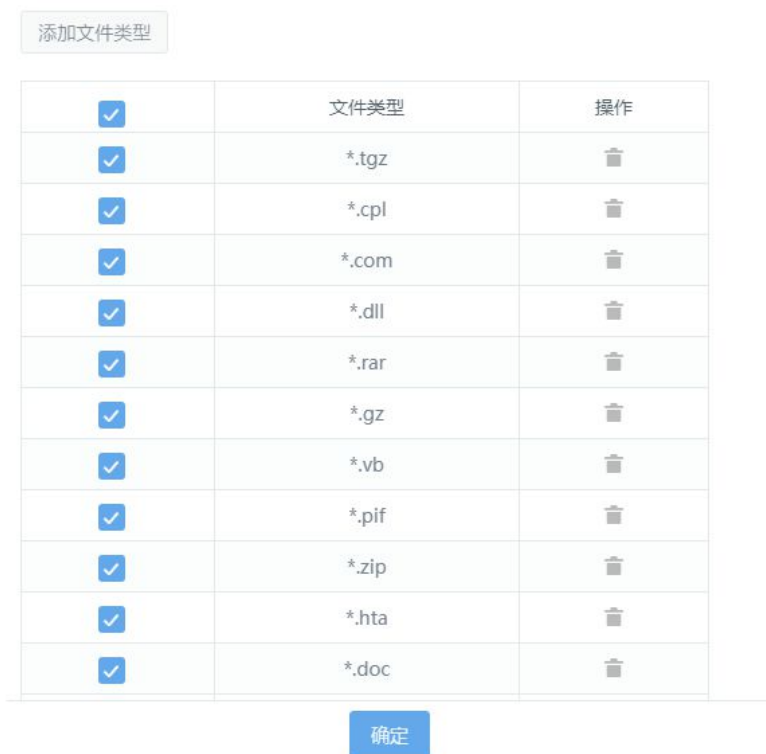 添加文件类型
文件类型 操作
*.tgz
*.cpl
*.com
*.dll
*.rar
*.gz
*.vb
*.pif
*.zip
*.hta
*.doc
确定